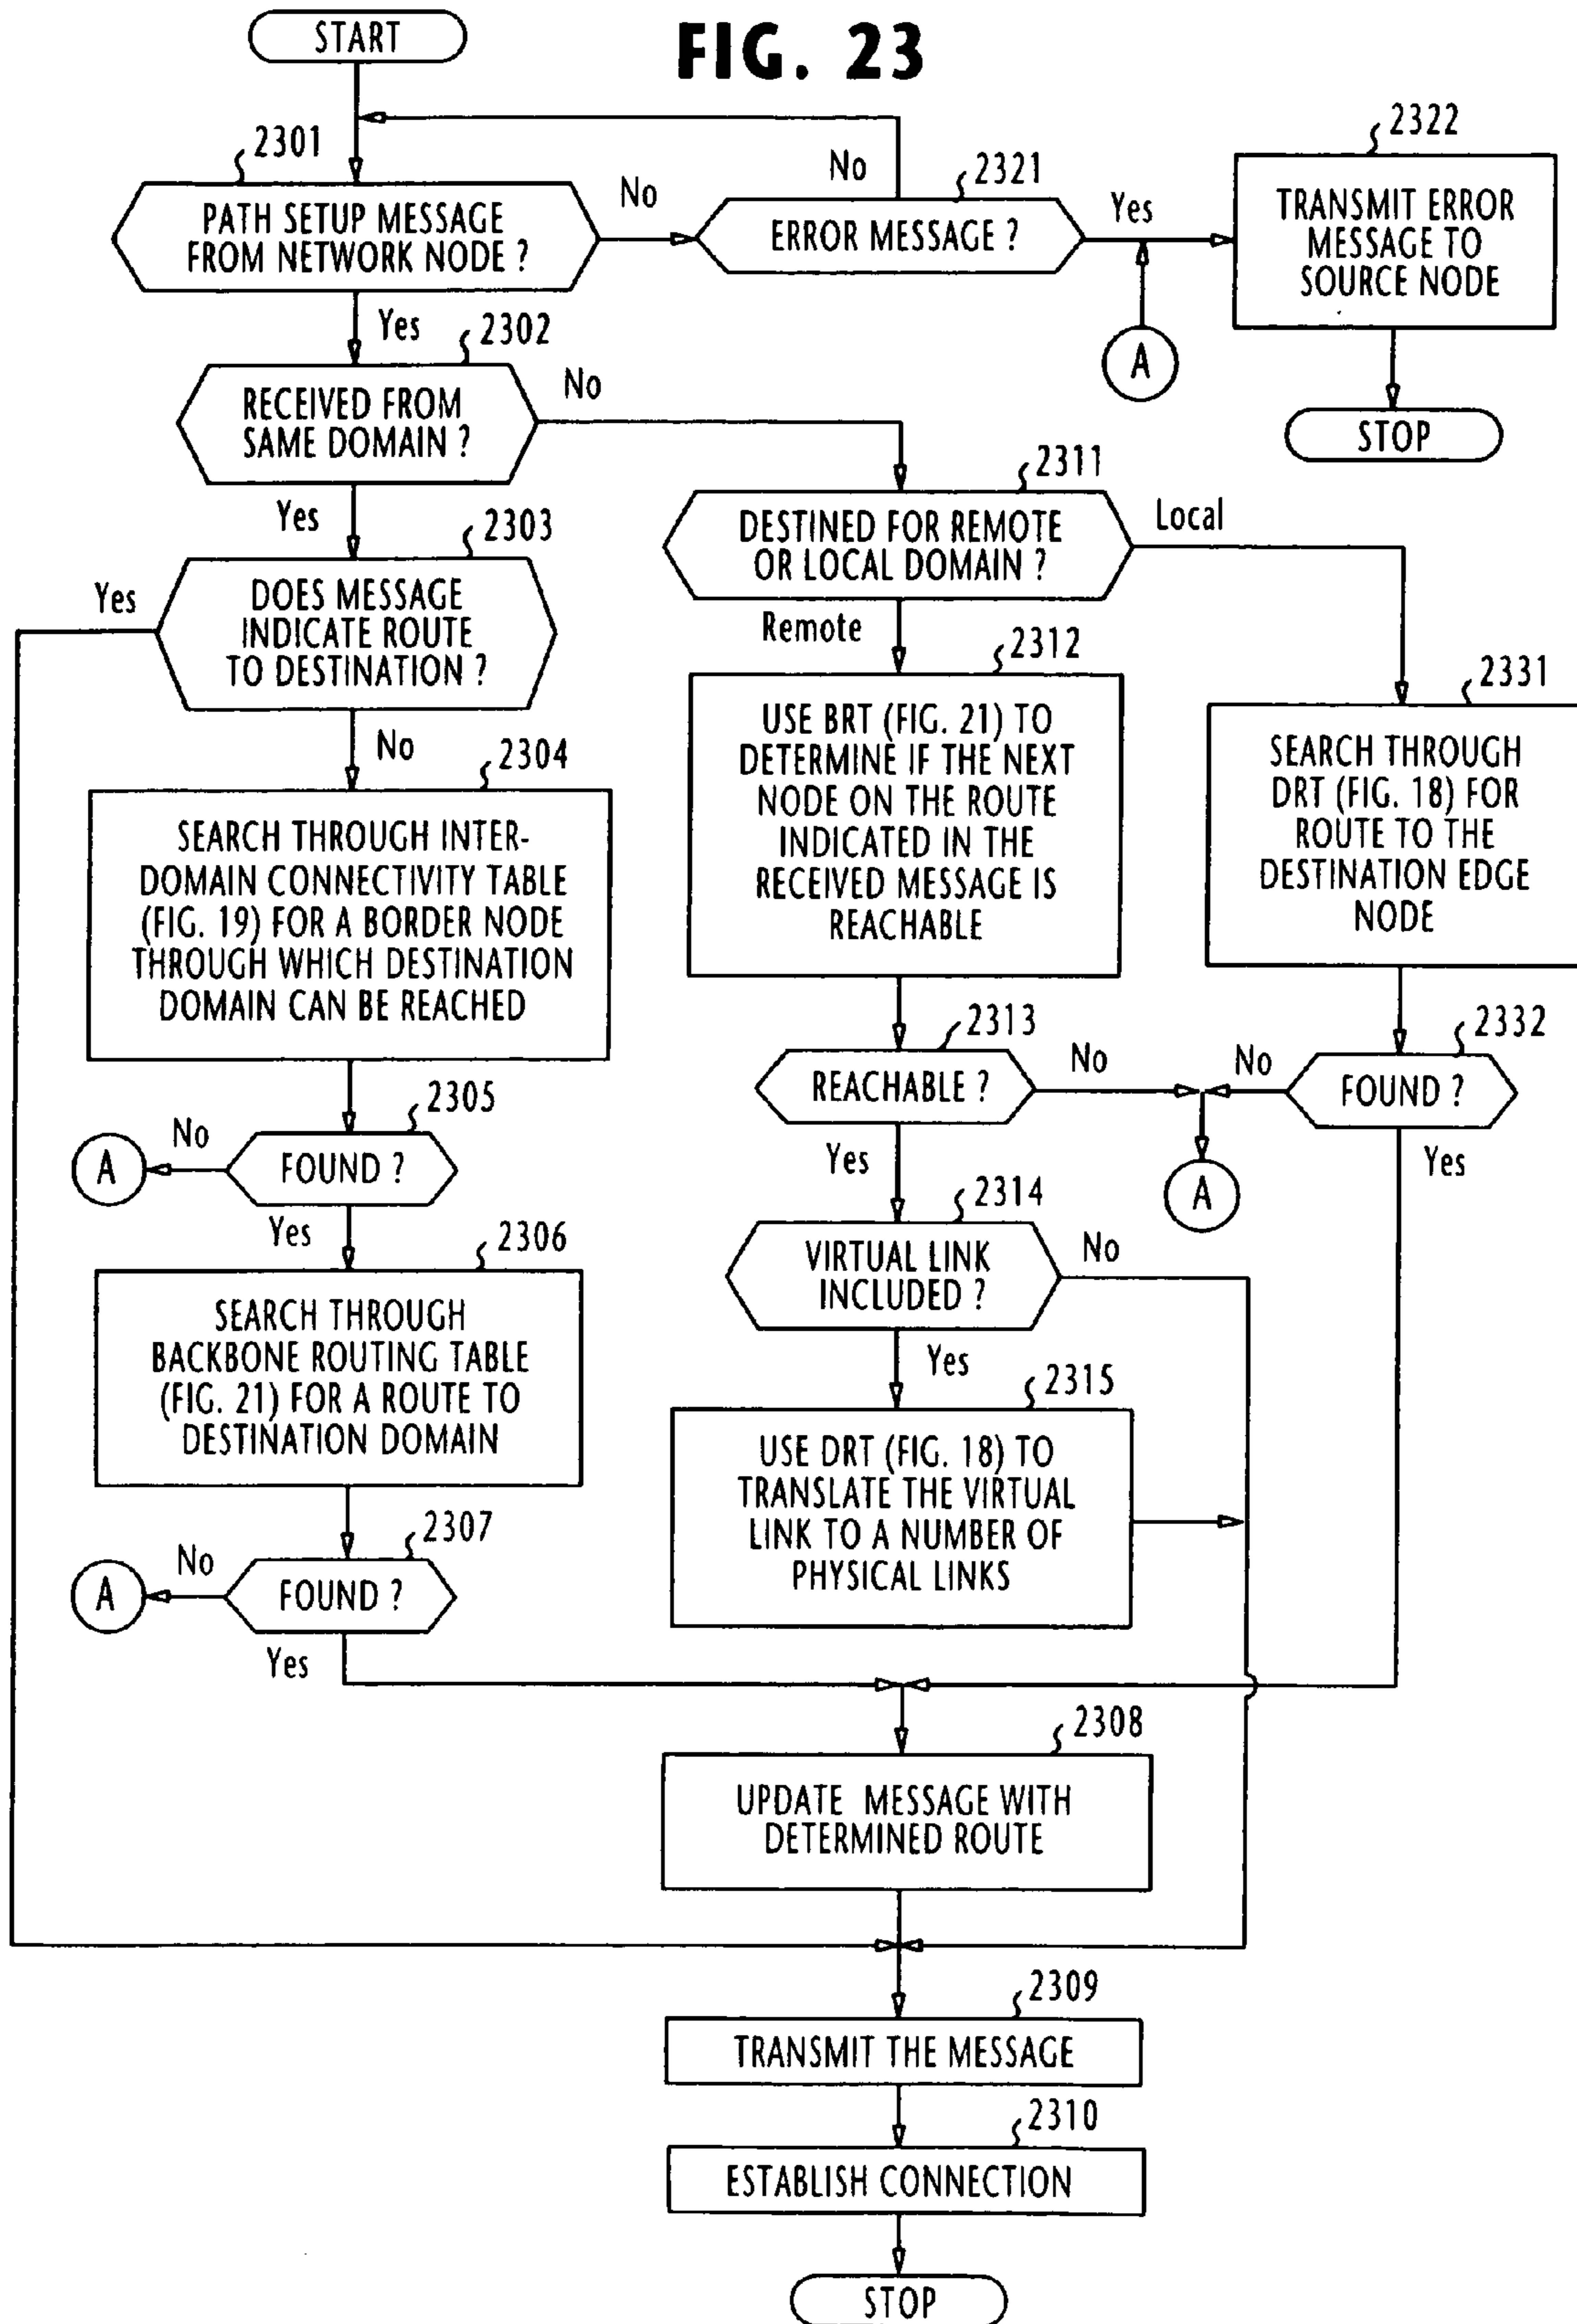 START
FIG. 23
2301
PATH SETUP MESSAGE
FROM NETWORK NODE ?
No
No
2321
ERROR MESSAGE ?
Yes
2322
TRANSMIT ERROR
MESSAGE TO
SOURCE NODE
A
STOP
Yes
2302
RECEIVED FROM
SAME DOMAIN ?
No
Yes
2303
DOES MESSAGE
INDICATE ROUTE
TO DESTINATION ?
Yes
No
2304
SEARCH THROUGH INTER-
DOMAIN CONNECTIVITY TABLE
(FIG. 19) FOR A BORDER NODE
THROUGH WHICH DESTINATION
DOMAIN CAN BE REACHED
2305
FOUND ?
No
A
Yes
2306
SEARCH THROUGH
BACKBONE ROUTING TABLE
(FIG. 21) FOR A ROUTE TO
DESTINATION DOMAIN
2307
FOUND ?
No
A
Yes
2311
DESTINED FOR REMOTE
OR LOCAL DOMAIN ?
Local
Remote
2312
USE BRT (FIG. 21) TO
DETERMINE IF THE NEXT
NODE ON THE ROUTE
INDICATED IN THE
RECEIVED MESSAGE IS
REACHABLE
2313
REACHABLE ?
No
Yes
2314
VIRTUAL LINK
INCLUDED ?
No
Yes
2315
USE DRT (FIG. 18) TO
TRANSLATE THE VIRTUAL
LINK TO A NUMBER OF
PHYSICAL LINKS
2331
SEARCH THROUGH
DRT (FIG. 18) FOR
ROUTE TO THE
DESTINATION EDGE
NODE
2332
FOUND ?
No
A
Yes
2308
UPDATE MESSAGE WITH
DETERMINED ROUTE
2309
TRANSMIT THE MESSAGE
2310
ESTABLISH CONNECTION
STOP